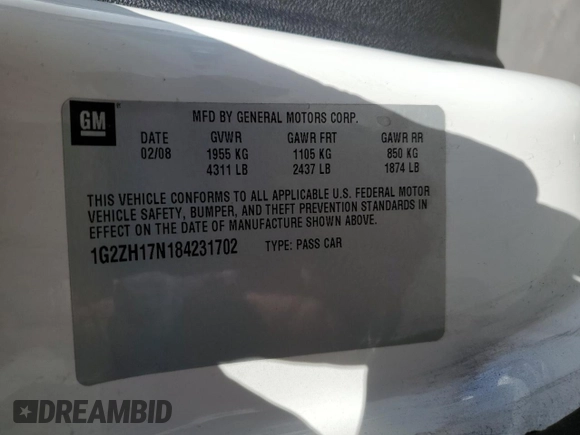 GM
MFD BY GENERAL MOTORS CORP.
DATE GVWR GAWR FRT GAWR RR
02/08 1955 KG 1105 KG 850 KG
4311 LB 2437 LB 1874 LB
THIS VEHICLE CONFORMS TO ALL APPLICABLE U.S. FEDERAL MOTOR
VEHICLE SAFETY, BUMPER, AND THEFT PREVENTION STANDARDS IN
EFFECT ON THE DATE OF MANUFACTURE SHOWN ABOVE.
1G2ZH17N184231702 TYPE: PASS CAR
DREAMBID